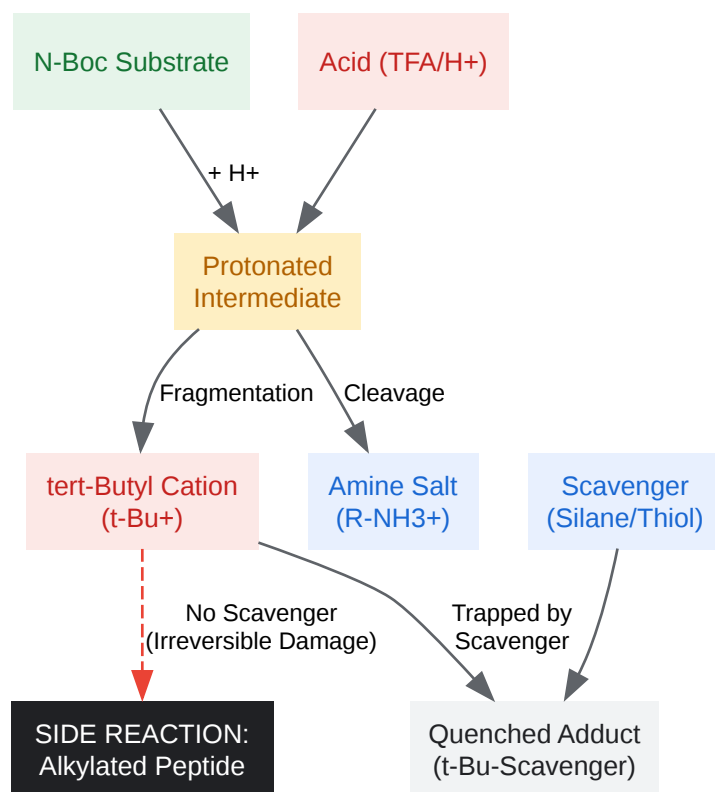 N-Boc Substrate
Acid (TFA/H+)
+ H+
Protonated
Intermediate
Fragmentation
Cleavage
tert-Butyl Cation
(t-Bu+)
Amine Salt
(R-NH3+)
Scavenger
(Silane/Thiol)
No Scavenger
(Irreversible Damage)
Trapped by
Scavenger
SIDE REACTION:
Alkylated Peptide
Quenched Adduct
(t-Bu-Scavenger)